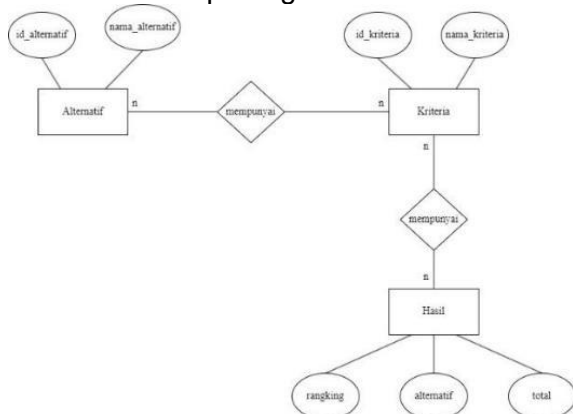 id_alternatif
nama_alternatif
id_kriteria
nama_kriteria
Alternatif
n
mempunyai
n
Kriteria
n
mempunyai
n
Hasil
rangking
alternatif
total